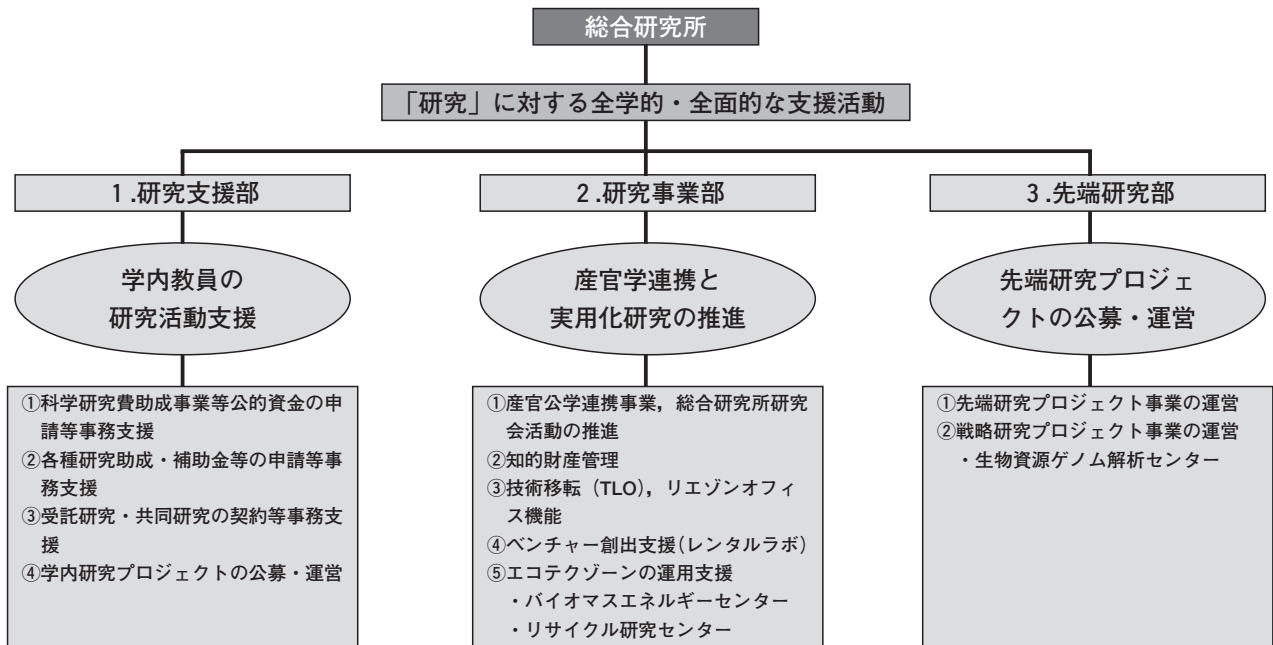 総合研究所
「研究」に対する全学的・全面的な支援活動
1.研究支援部
学内教員の
研究活動支援
①科学研究費助成事業等公的資金の申
請等事務支援
②各種研究助成・補助金等の申請等事
務支援
③受託研究・共同研究の契約等事務支
援
④学内研究プロジェクトの公募・運営
2.研究事業部
産官学連携と
実用化研究の推進
①産官公学連携事業，総合研究所研究
会活動の推進
②知的財産管理
③技術移転（TLO），リエゾンオフィ
ス機能
④ベンチャー創出支援(レンタルラボ)
⑤エコテクゾーンの運用支援
・バイオマスエネルギーセンター
・リサイクル研究センター
3.先端研究部
先端研究プロジェ
クトの公募・運営
①先端研究プロジェクト事業の運営
②戦略研究プロジェクト事業の運営
・生物資源ゲノム解析センター